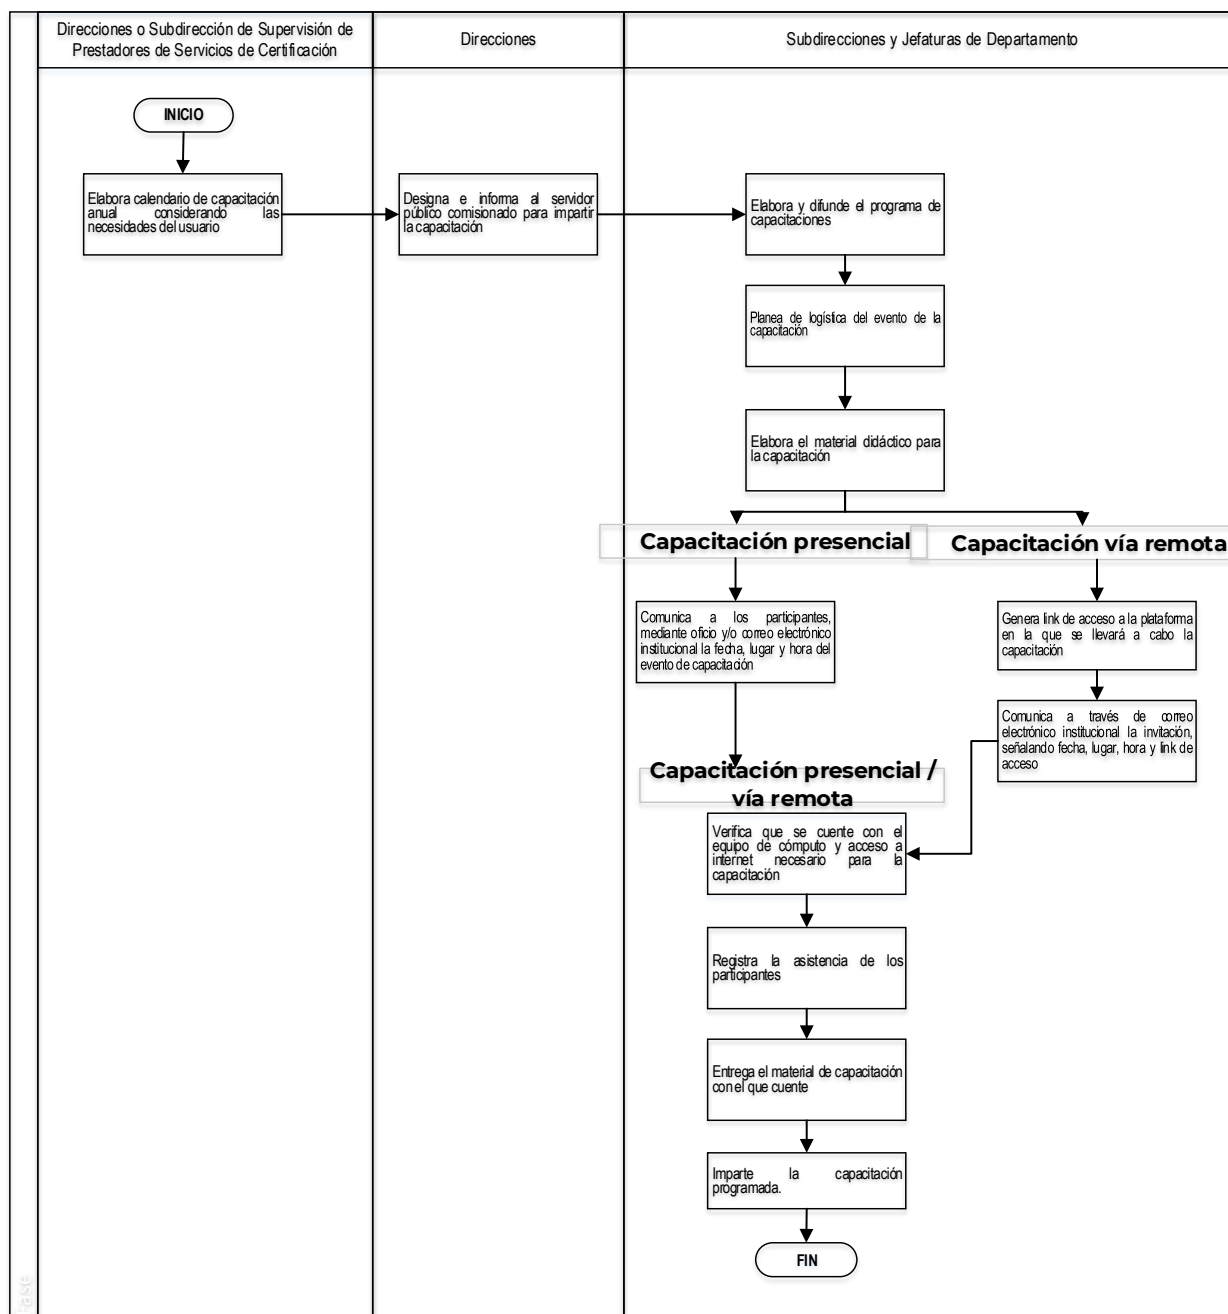 Direcciones o Subdirección de Supervisión de
Prestadores de Servicios de Certificación
Direcciones
Subdirecciones y Jefaturas de Departamento
INICIO
Elabora calendario de capacitación
anual considerando las
necesidades del usuario
Designa e informa al servidor
público comisionado para impartir
la capacitación
Elabora y difunde el programa de
capacitaciones
Planea de logística del evento de la
capacitación
Elabora el material didáctico para
la capacitación
Capacitación presencial
Capacitación vía remota
Comunica a los participantes,
mediante oficio y/o correo electrónico
institucional la fecha, lugar y hora del
evento de capacitación
Genera link de acceso a la plataforma
en la que se llevará a cabo la
capacitación
Comunica a través de correo
electrónico institucional la invitación,
señalando fecha, lugar, hora y link de
acceso
Capacitación presencial /
vía remota
Verifica que se cuente con el
equipo de cómputo y acceso a
internet necesario para la
capacitación
Registra la asistencia de los
participantes
Entrega el material de capacitación
con el que cuente
Imparte la capacitación
programada.
FIN
Fase